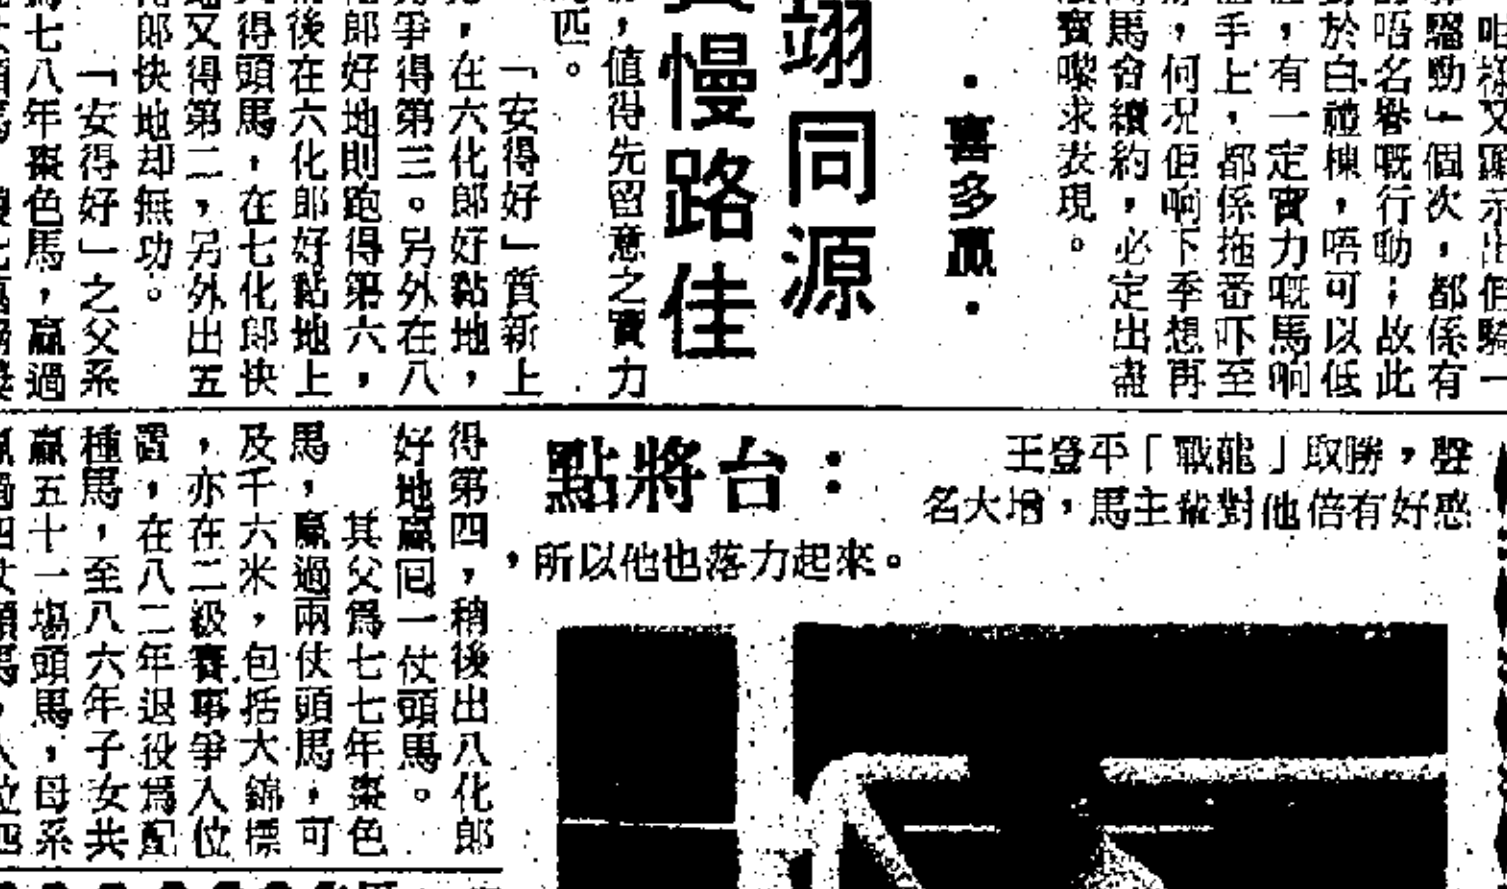 咁樣又顯示出佢騎一
騮勁」個次，都係有
唔名譽嘅行動；故此
於白禮棟，唔可以低
，有一定實力嘅馬响
手上，都係拖番吓至
，何況佢响下季想再
馬會續約，必定出盡
寶嚟求表現。
・喜多贏・
翊同源
慢路佳
，值得先留意之實力
匹。
「安得好」質新上
，在六化郎好黏地，
爭得第三。另外在八
郎好地則跑得第六，
後在六化郎好黏地上
得頭馬，在七化郎快
又得第二，另外出五
郎快地却無功。
「安得好」之父系
七八年棗色馬，贏過
點將台：
王登平「戰龍」取勝，聲
名大增，馬主輩對他倍有好感
，所以他也落力起來。
得第四，稍後出八化郎
好地贏回一仗頭馬。
其父爲七七年棗色
馬，贏過兩仗頭馬，可
及千六米，包括大錦標
，亦在二級賽事爭入位
置，在八二年退役爲配
種馬，至八六年子女共
贏五十一場頭馬，母系